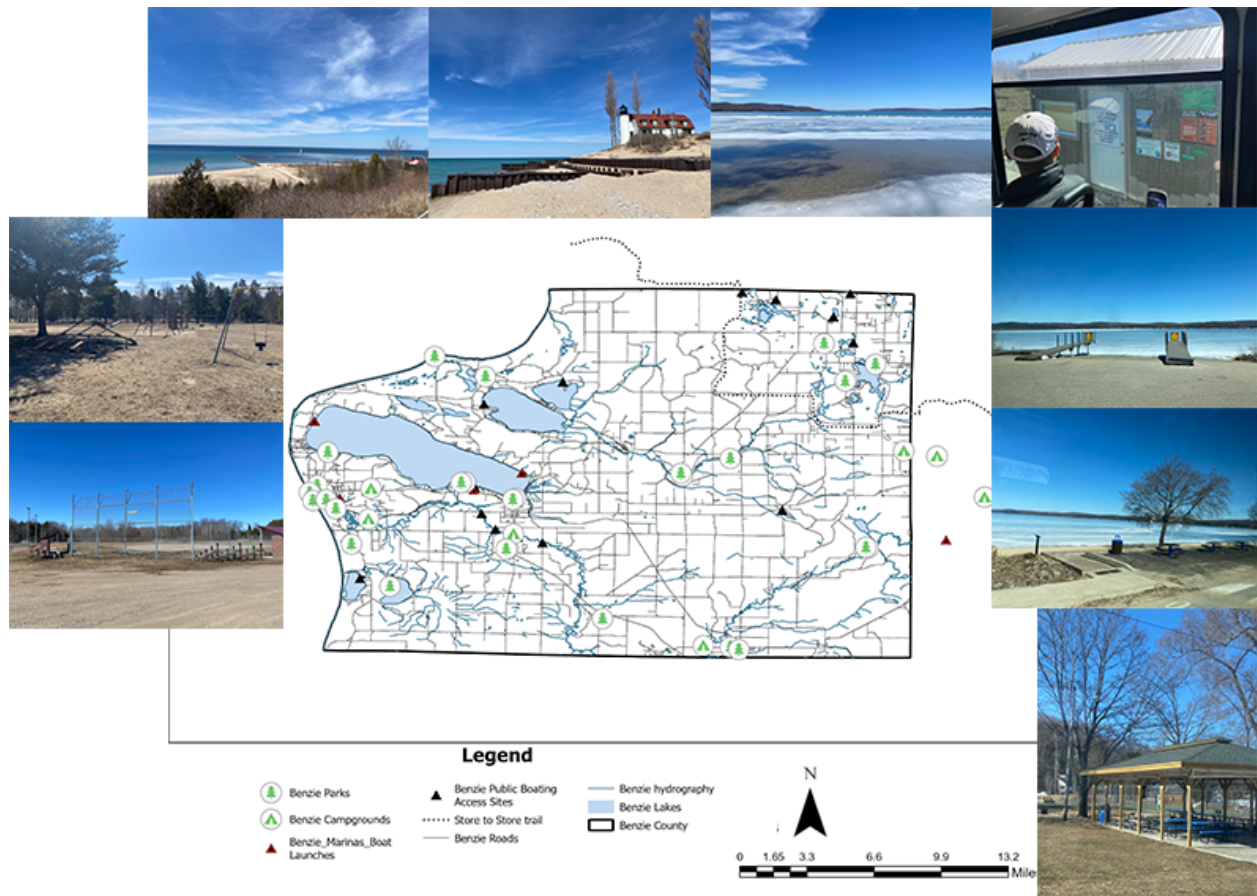 Legend
Benzie Parks
Benzie Campgrounds
Benzie_Marinas_Boat
Launches
Benzie Public Boating
Access Sites
Store to Store trail
Benzie Roads
Benzie hydrography
Benzie Lakes
Benzie County
N
0 1.65 3.3 6.6 9.9 13.2
Mile